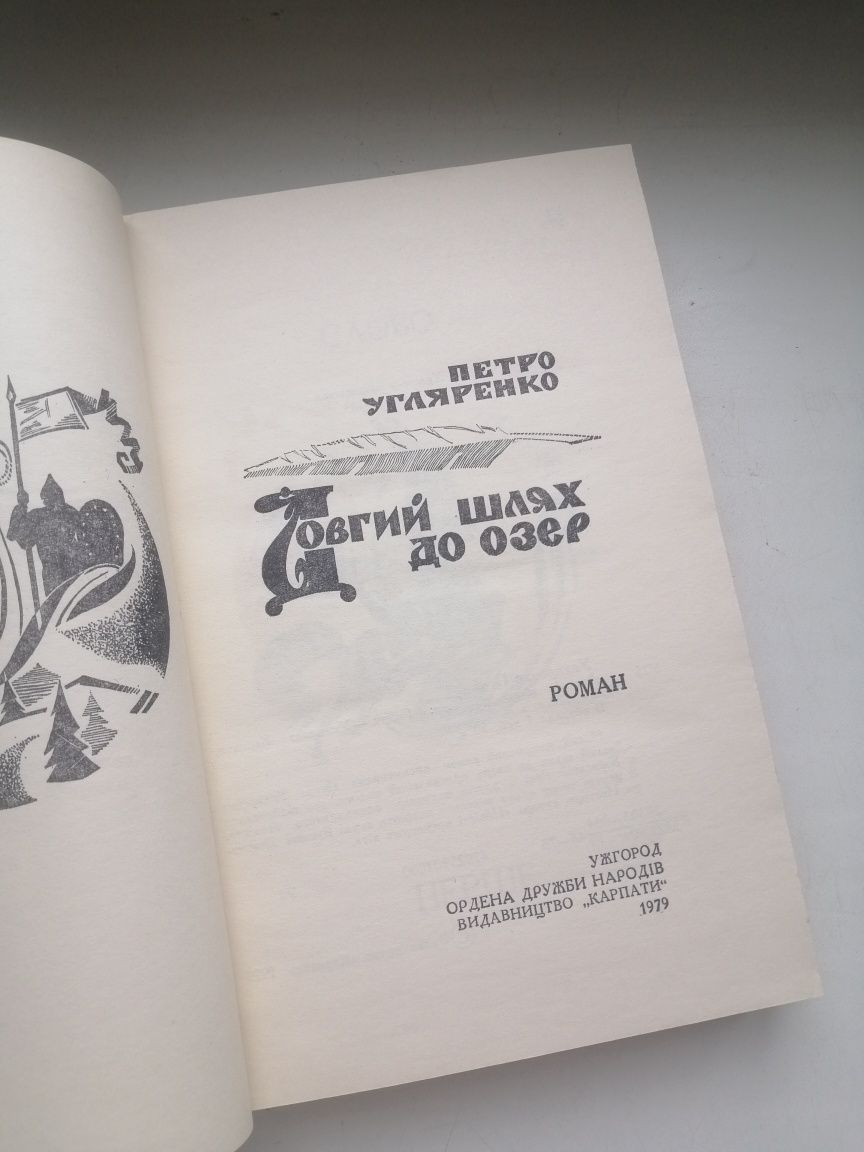 ПЕТРО
УГЛЯРЕНКО
ДОВГИЙ ШЛЯХ
ДО ОЗЕР
РОМАН
УЖГОРОД
ОРДЕНА ДРУЖБИ НАРОДІВ
ВИДАВНИЦТВО „КАРПАТИ“
1979